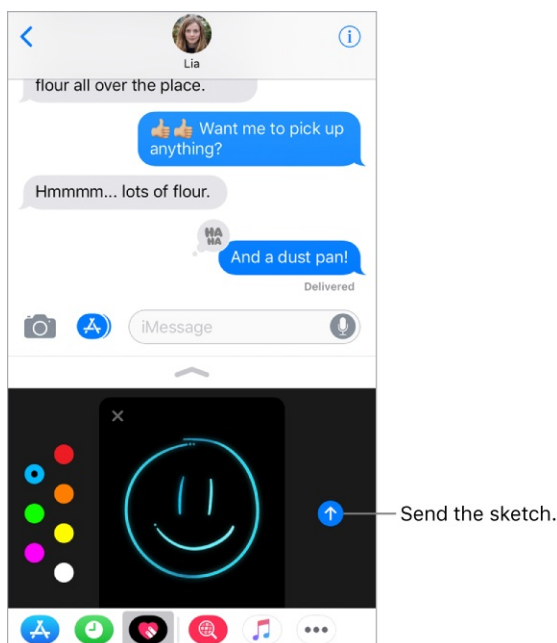 Lia
flour all over the place.
👍👍 Want me to pick up
anything?
Hmmmm... lots of flour.
HA
HA
And a dust pan!
Delivered
iMessage
Send the sketch.